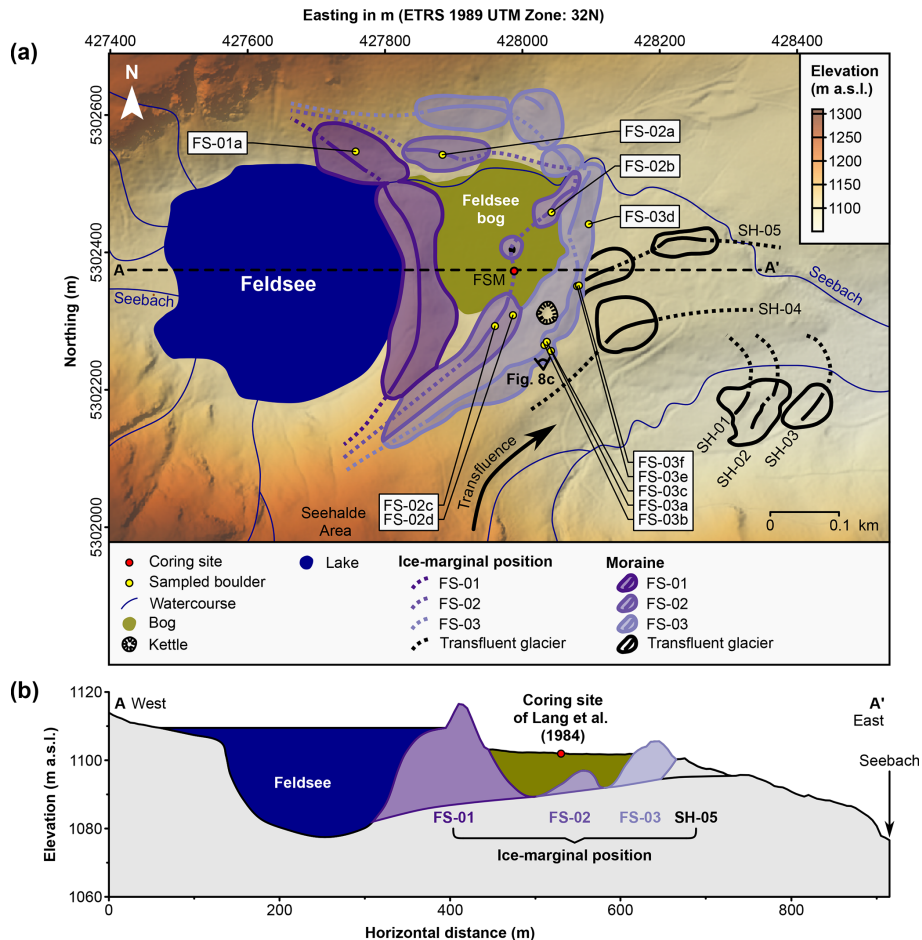 Easting in m (ETRS 1989 UTM Zone: 32N)
(a)
427400
427600
427800
428000
428200
428400
N
Elevation
(m a.s.l.)
1300
1250
1200
1150
1100
5302600
5302400
5302200
5302000
Northing (m)
FS-01a
FS-02a
FS-02b
FS-03d
Feldsee
bog
SH-05
A
A'
FSM
Feldsee
Seebach
Seebach
SH-04
Fig. 8c
SH-01
SH-02
SH-03
Transfluence
FS-03f
FS-03e
FS-03c
FS-03a
FS-03b
FS-02c
FS-02d
Seehalde
Area
0
0.1
km
Coring site
Sampled boulder
Watercourse
Bog
Kettle
Lake
Ice-marginal position
FS-01
FS-02
FS-03
Transfluent glacier
Moraine
FS-01
FS-02
FS-03
Transfluent glacier
(b)
1120
1100
1080
1060
Elevation (m a.s.l.)
A West
Coring site
of Lang et al.
(1984)
A'
East
Seebach
Feldsee
FS-01
FS-02
FS-03
SH-05
Ice-marginal position
0
200
400
600
800
Horizontal distance (m)